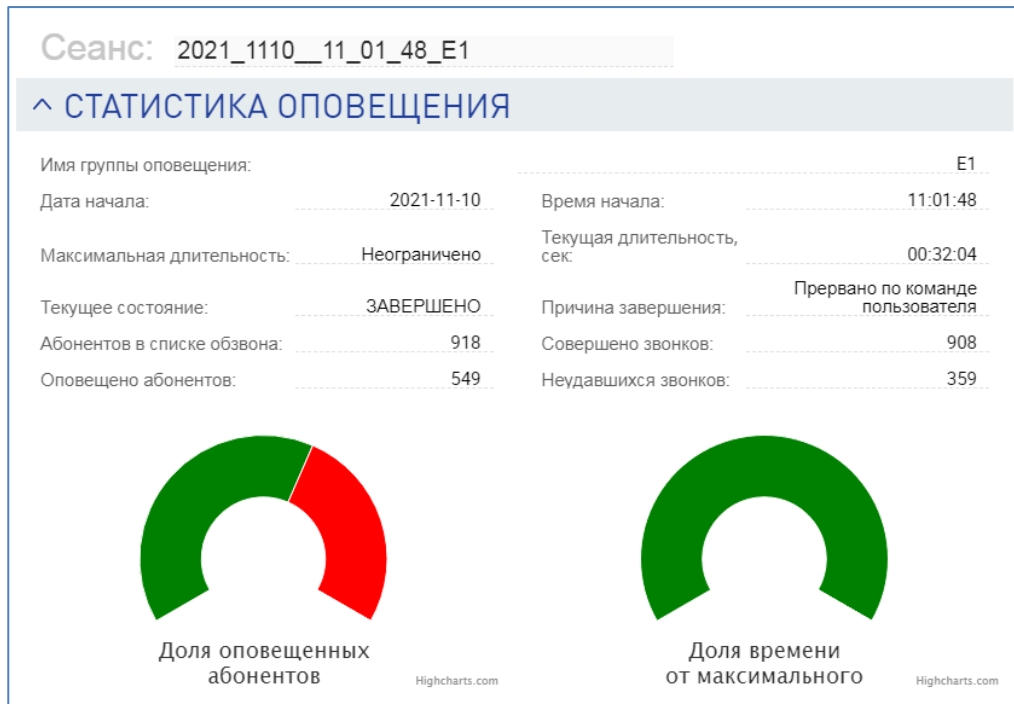 Сеанс: 2021_1110__11_01_48_E1
^ СТАТИСТИКА ОПОВЕЩЕНИЯ
Имя группы оповещения: E1
Дата начала: 2021-11-10 Время начала: 11:01:48
Максимальная длительность: Неограничено Текущая длительность, сек: 00:32:04
Текущее состояние: ЗАВЕРШЕНО Причина завершения: Прервано по команде пользователя
Абонентов в списке обзвона: 918 Совершено звонков: 908
Оповещено абонентов: 549 Неудавшихся звонков: 359
Доля оповещенных
абонентов
Highcharts.com
Доля времени
от максимального
Highcharts.com